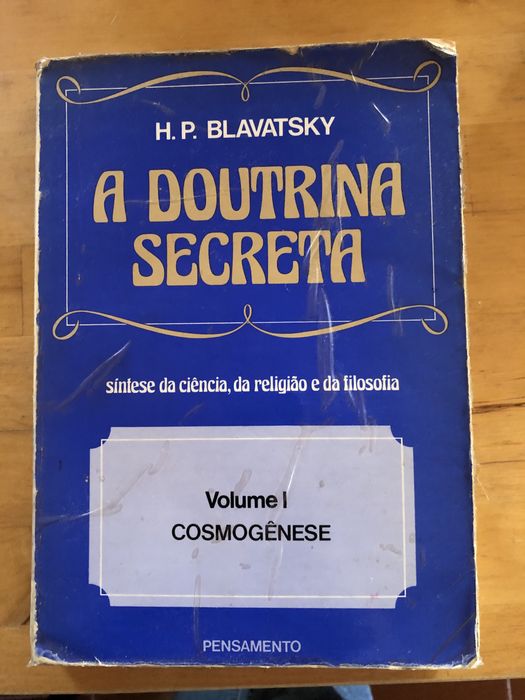 H. P. BLAVATSKY
A DOUTRINA
SECRETA
síntese da ciência, da religião e da filosofia
Volume I
COSMOGÊNESE
PENSAMENTO